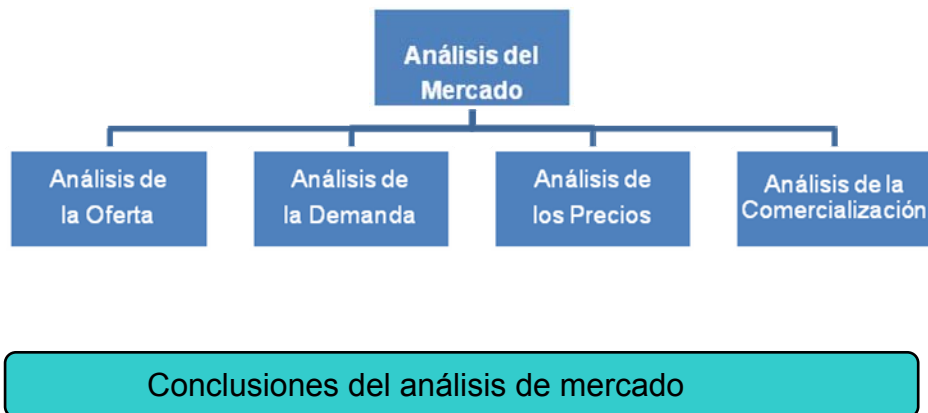 Análisis del
Mercado
Análisis de
la Oferta
Análisis de
la Demanda
Análisis de
los Precios
Análisis de la
Comercialización
Conclusiones del análisis de mercado